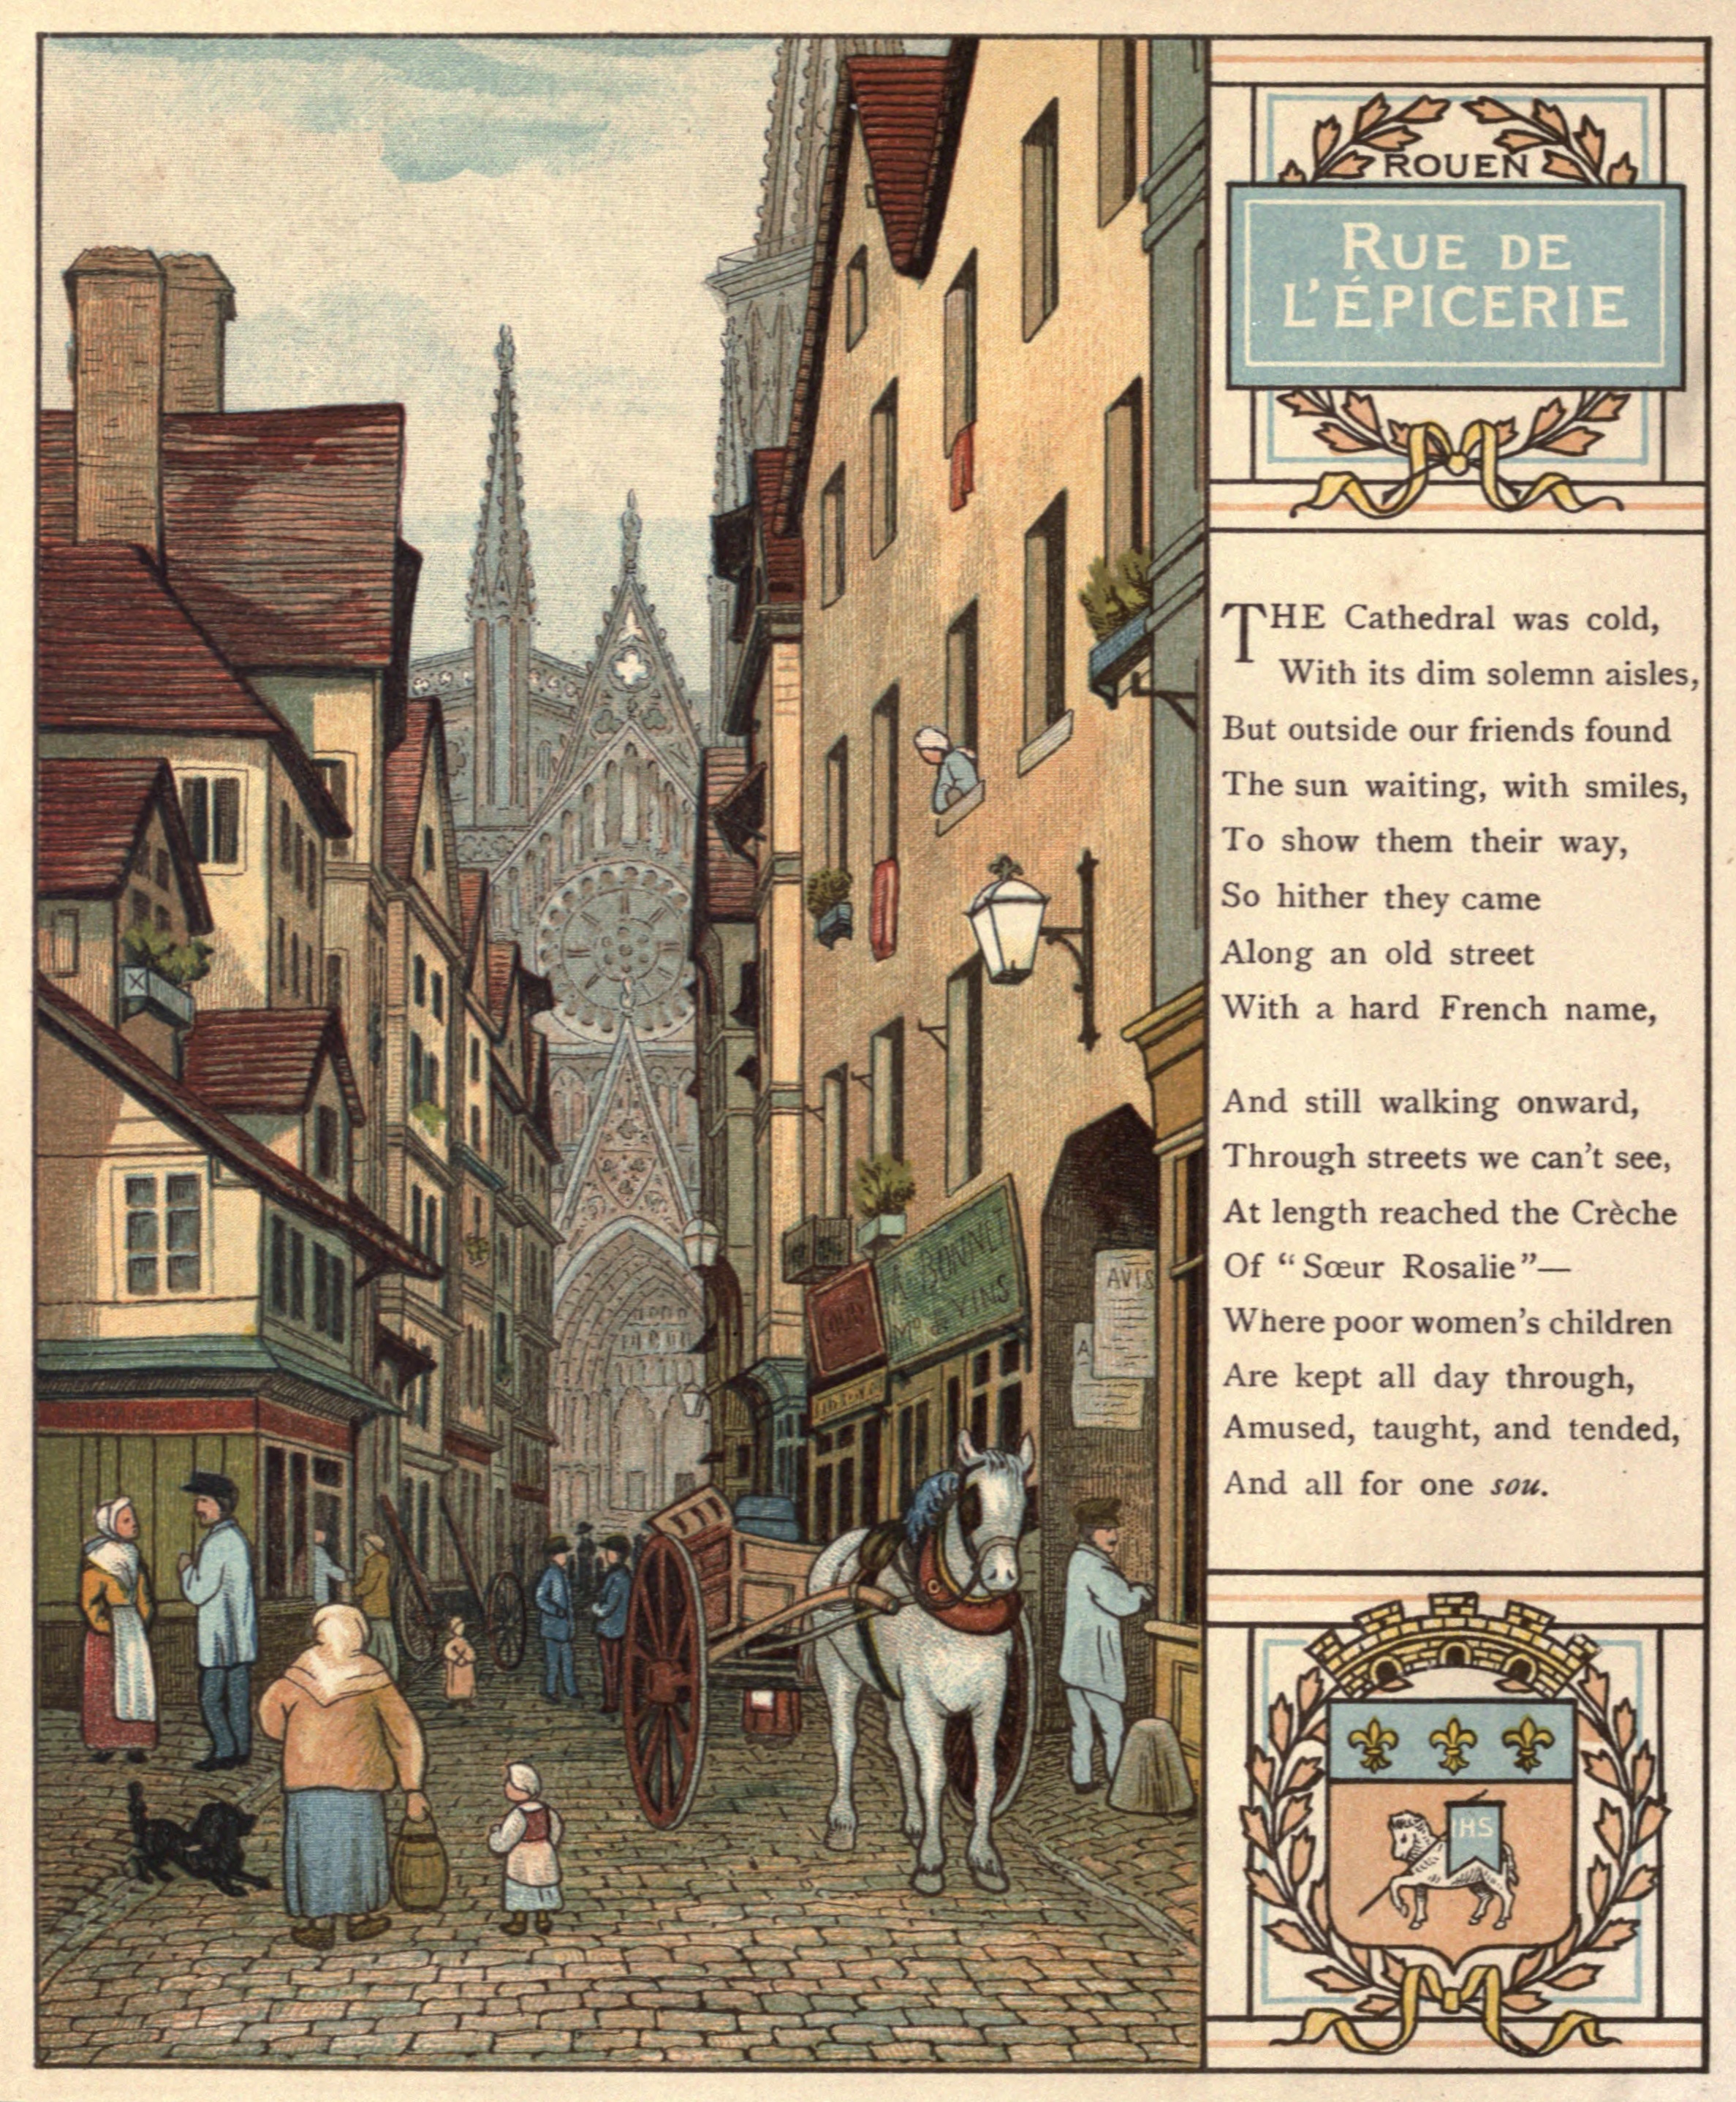 ROUEN
RUE DE
L'ÉPICERIE
THE Cathedral was cold,
With its dim solemn aisles,
But outside our friends found
The sun waiting, with smiles,
To show them their way,
So hither they came
Along an old street
With a hard French name,
And still walking onward,
Through streets we can't see,
At length reached the Crèche
Of “Sœur Rosalie”—
Where poor women's children
Are kept all day through,
Amused, taught, and tended,
And all for one sou.
IHS
BONNET
VINS
AVIS
A